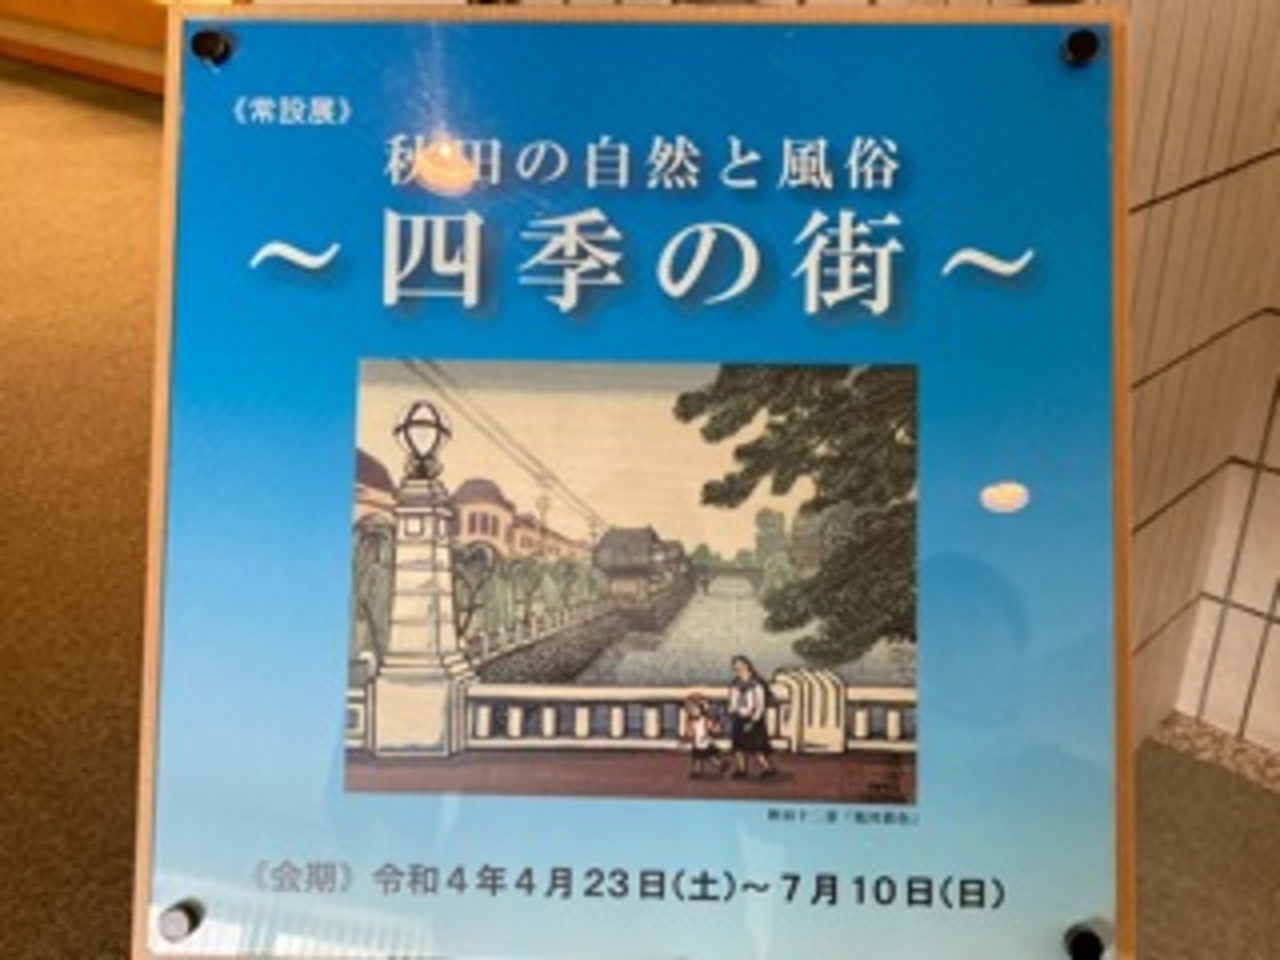 《常設展》
秋田の自然と風俗
～四季の街～
《会期》令和4年4月23日(土)～7月10日(日)